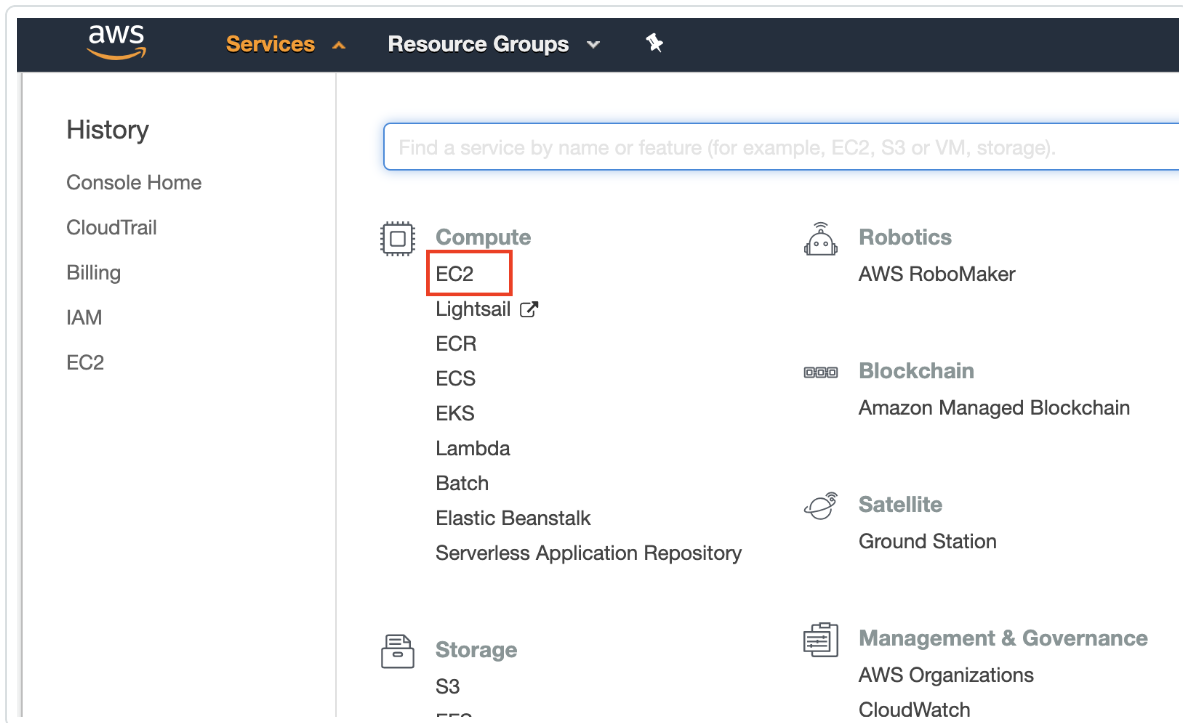 aws
Services
Resource Groups
History
Console Home
CloudTrail
Billing
IAM
EC2
Find a service by name or feature (for example, EC2, S3 or VM, storage).
Compute
EC2
Lightsail
ECR
ECS
EKS
Lambda
Batch
Elastic Beanstalk
Serverless Application Repository
Storage
S3
Robotics
AWS RoboMaker
Blockchain
Amazon Managed Blockchain
Satellite
Ground Station
Management & Governance
AWS Organizations
CloudWatch